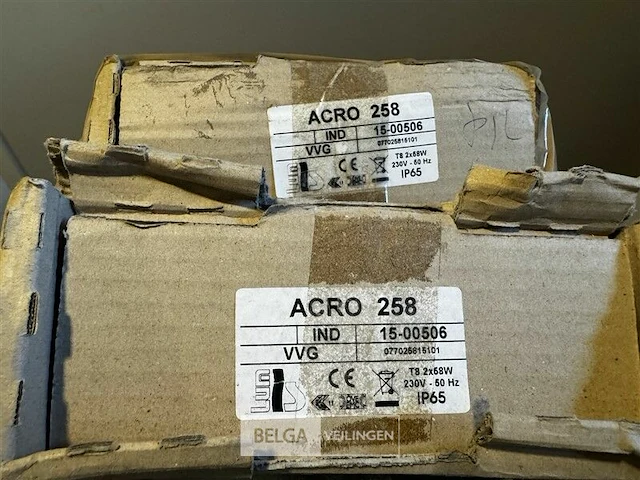 ACRO 258
IND 15-00506
VVG 077025815101
T8 2x58W
CE 230V - 50 Hz
IP65
ACRO 258
IND 15-00506
VVG 077025815101
T8 2x58W
CE 230V - 50 Hz
IP65
BELGA VEILINGEN